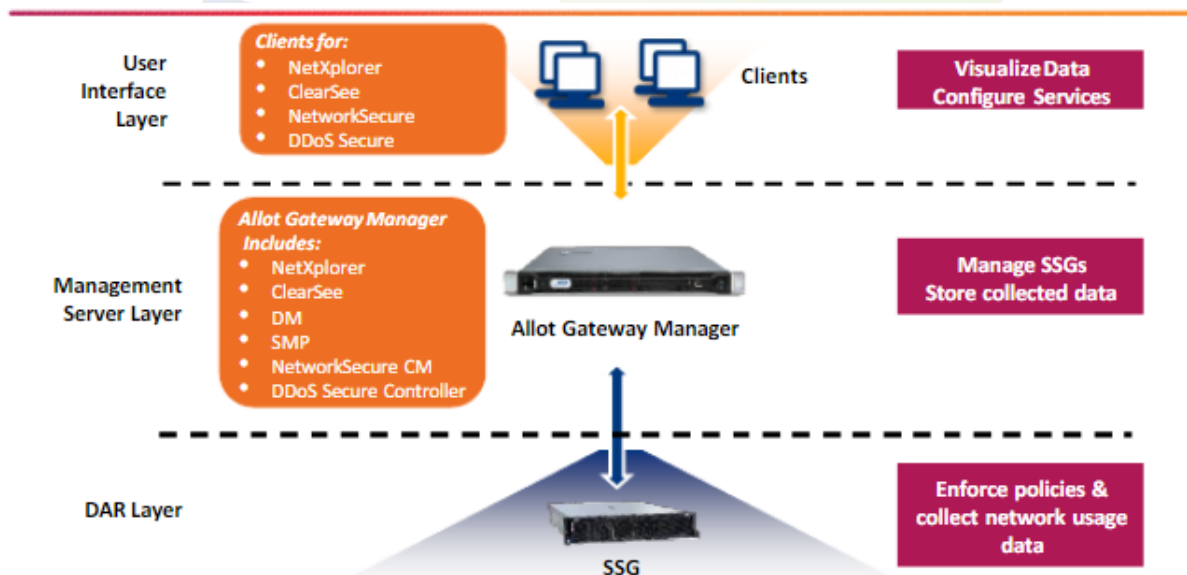 User
Interface
Layer
Clients for:
• NetXplorer
• ClearSee
• NetworkSecure
• DDoS Secure
Clients
Visualize Data
Configure Services
Management
Server Layer
Allot Gateway Manager
Includes:
• NetXplorer
• ClearSee
• DM
• SMP
• NetworkSecure CM
• DDoS Secure Controller
Allot Gateway Manager
Manage SSGs
Store collected data
DAR Layer
SSG
Enforce policies &
collect network usage
data